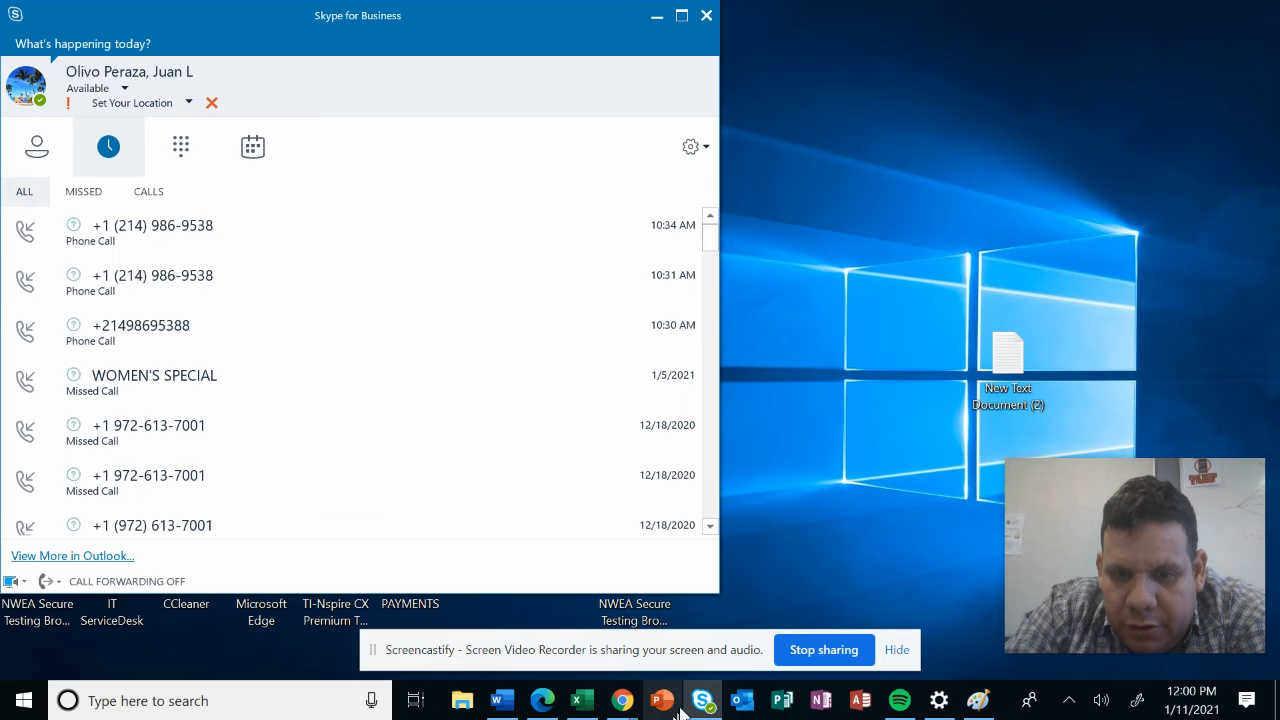 Skype for Business
What's happening today?
Olivo Peraza, Juan L
Available
! Set Your Location
ALL MISSED CALLS
+1 (214) 986-9538 10:34 AM
Phone Call
+1 (214) 986-9538 10:31 AM
Phone Call
+21498695388 10:30 AM
Phone Call
WOMEN'S SPECIAL 1/5/2021
Missed Call
+1 972-613-7001 12/18/2020
Missed Call
+1 972-613-7001 12/18/2020
Missed Call
+1 (972) 613-7001 12/18/2020
View More in Outlook...
CALL FORWARDING OFF
New Text
Document (2)
NWEA Secure
Testing Bro...
IT
ServiceDesk
CCleaner
Microsoft
Edge
TI-Nspire CX
Premium T...
PAYMENTS
NWEA Secure
Testing Bro...
Screencastify - Screen Video Recorder is sharing your screen and audio. Stop sharing Hide
Type here to search
12:00 PM
1/11/2021